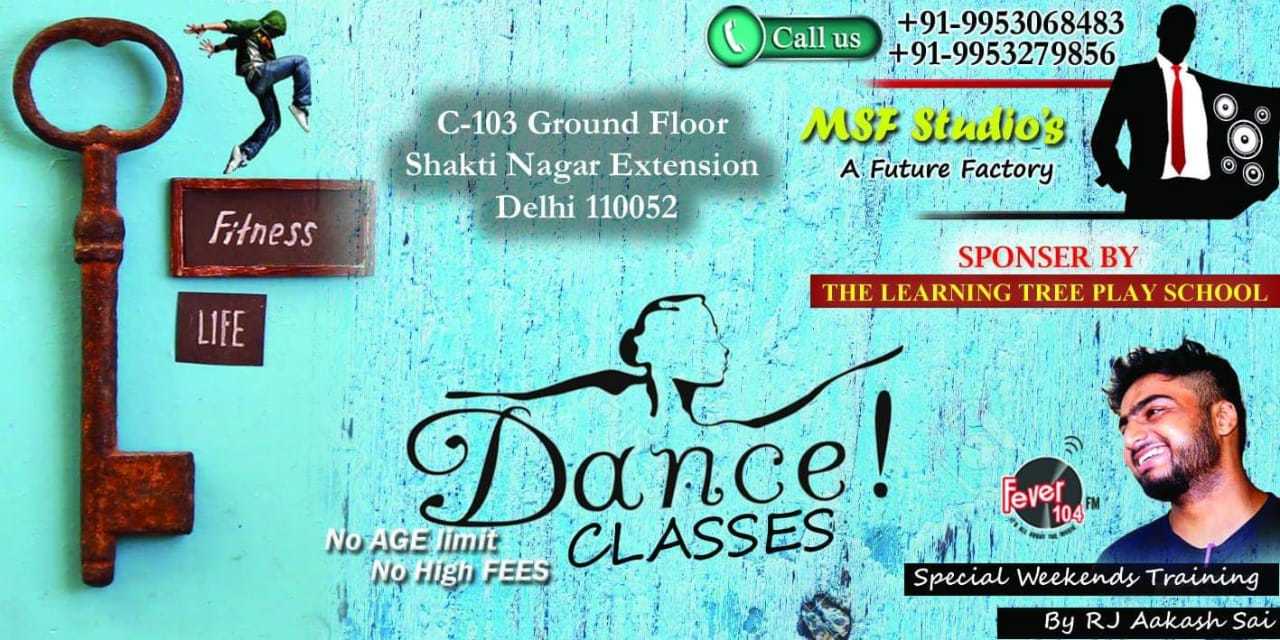 Call us
+91-9953068483
+91-9953279856
C-103 Ground Floor
Shakti Nagar Extension
Delhi 110052
MSF Studio's
A Future Factory
Fitness
LIFE
SPONSER BY
THE LEARNING TREE PLAY SCHOOL
Dance!
CLASSES
No AGE limit
No High FEES
Fever
104 FM
Special Weekends Training
By RJ Aakash Sai